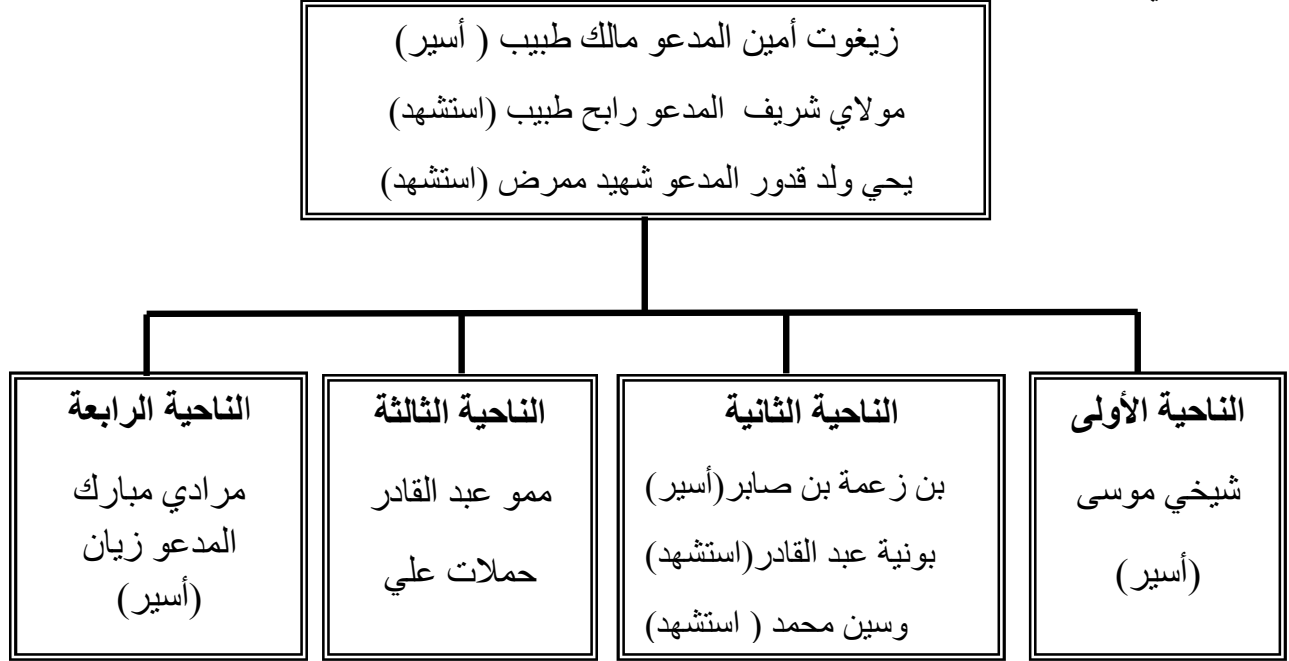 زيغوت أمين المدعو مالك طبيب ( أسير)
مولاي شريف  المدعو رابح طبيب (استشهد)
يحي ولد قدور المدعو شهيد ممرض (استشهد)
الناحية الأولى
شيخي موسى
(أسير)
الناحية الثانية
بن زعمة بن صابر(أسير)
بونية عبد القادر(استشهد)
وسين محمد ( استشهد)
الناحية الثالثة
ممو عبد القادر
حملات علي
الناحية الرابعة
مرادي مبارك
المدعو زيان
(أسير)